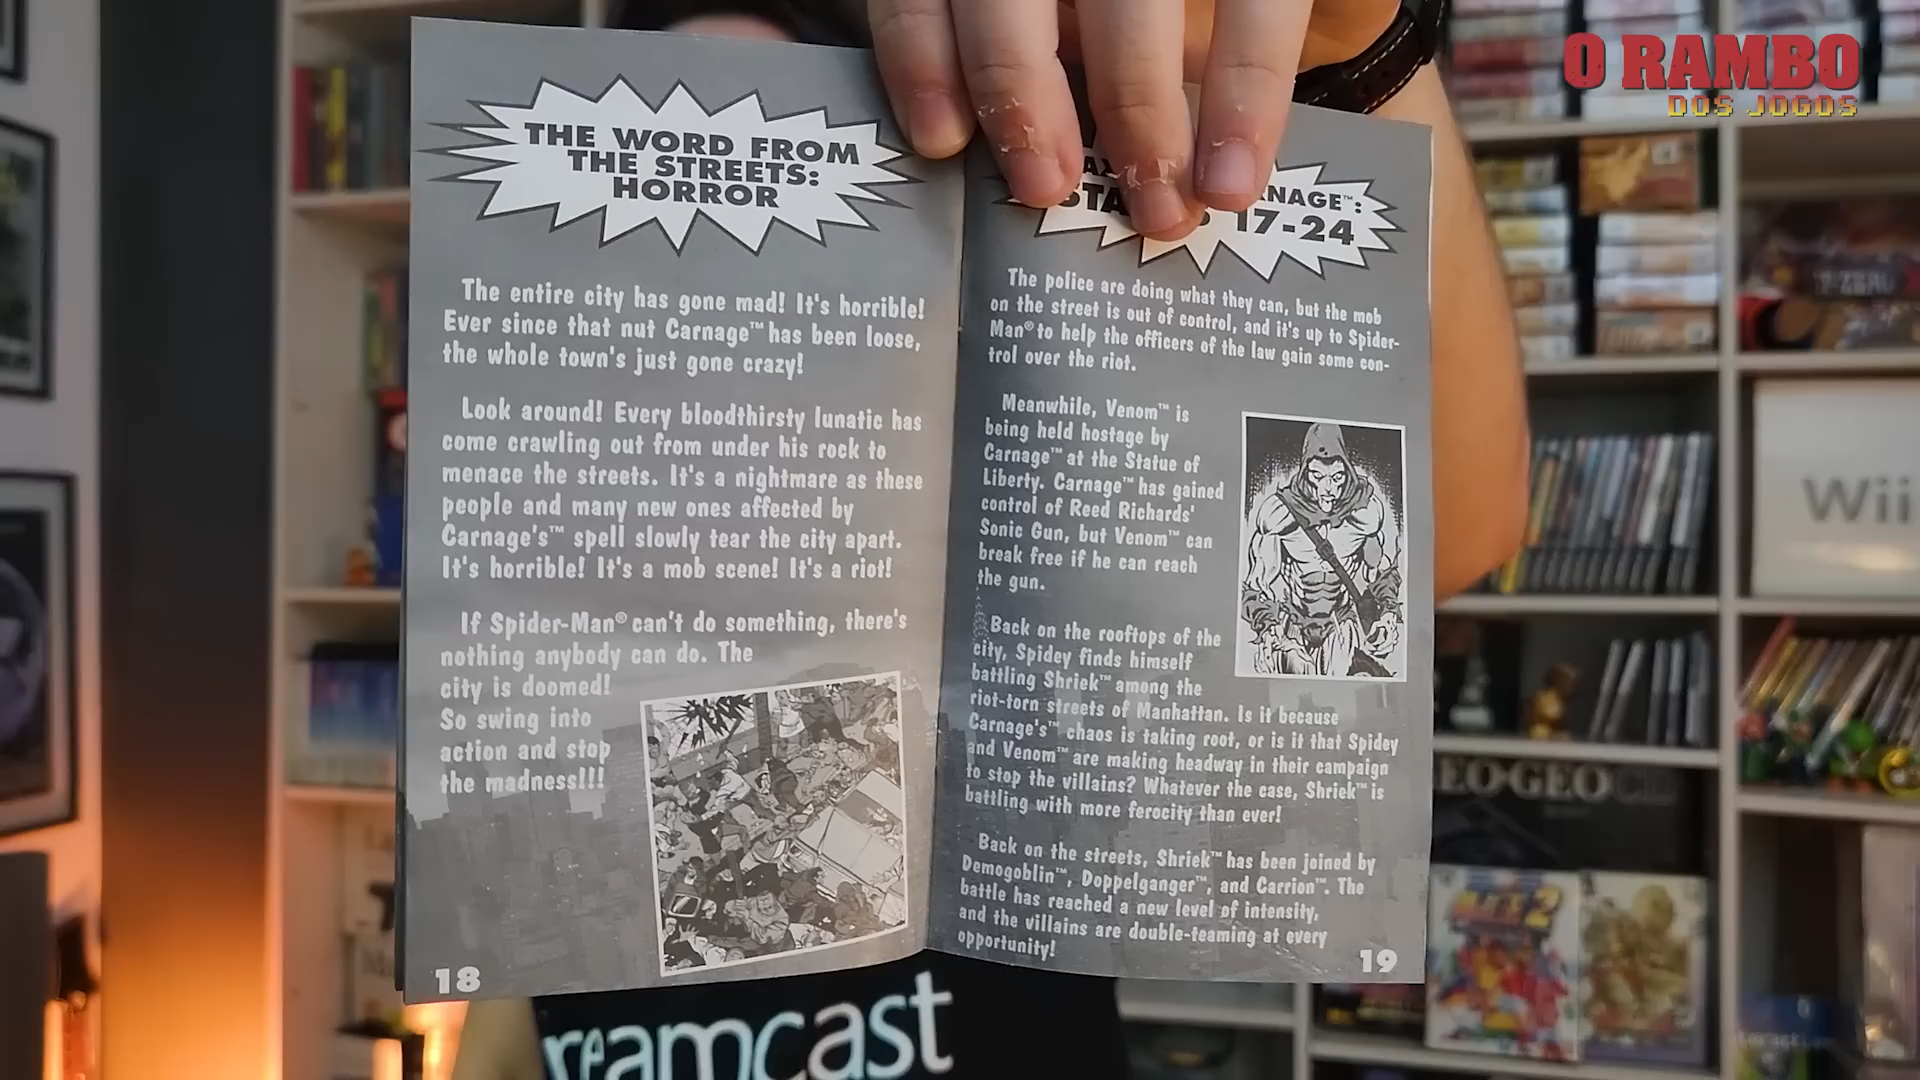 O RAMBO
DOS JOGOS
THE WORD FROM
THE STREETS:
HORROR
The entire city has gone mad! It's horrible!
Ever since that nut Carnage™ has been loose,
the whole town's just gone crazy!
Look around! Every bloodthirsty lunatic has
come crawling out from under his rock to
menace the streets. It's a nightmare as these
people and many new ones affected by
Carnage's™ spell slowly tear the city apart.
It's horrible! It's a mob scene! It's a riot!
If Spider-Man® can't do something, there's
nothing anybody can do. The
city is doomed!
So swing into
action and stop
the madness!!!
18
17-24
The police are doing what they can, but the mob
on the street is out of control, and it's up to Spider-
Man® to help the officers of the law gain some con-
trol over the riot.
Meanwhile, Venom™ is
being held hostage by
Carnage™ at the Statue of
Liberty. Carnage™ has gained
control of Reed Richards'
Sonic Gun, but Venom™ can
break free if he can reach
the gun.
Back on the rooftops of the
city, Spidey finds himself
battling Shriek™ among the
riot-torn streets of Manhattan. Is it because
Carnage's™ chaos is taking root, or is it that Spidey
and Venom™ are making headway in their campaign
to stop the villains? Whatever the case, Shriek™ is
battling with more ferocity than ever!
Back on the streets, Shriek™ has been joined by
Demogoblin™, Doppelganger™, and Carrion™. The
battle has reached a new level of intensity,
and the villains are double-teaming at every
opportunity!
19
Wii